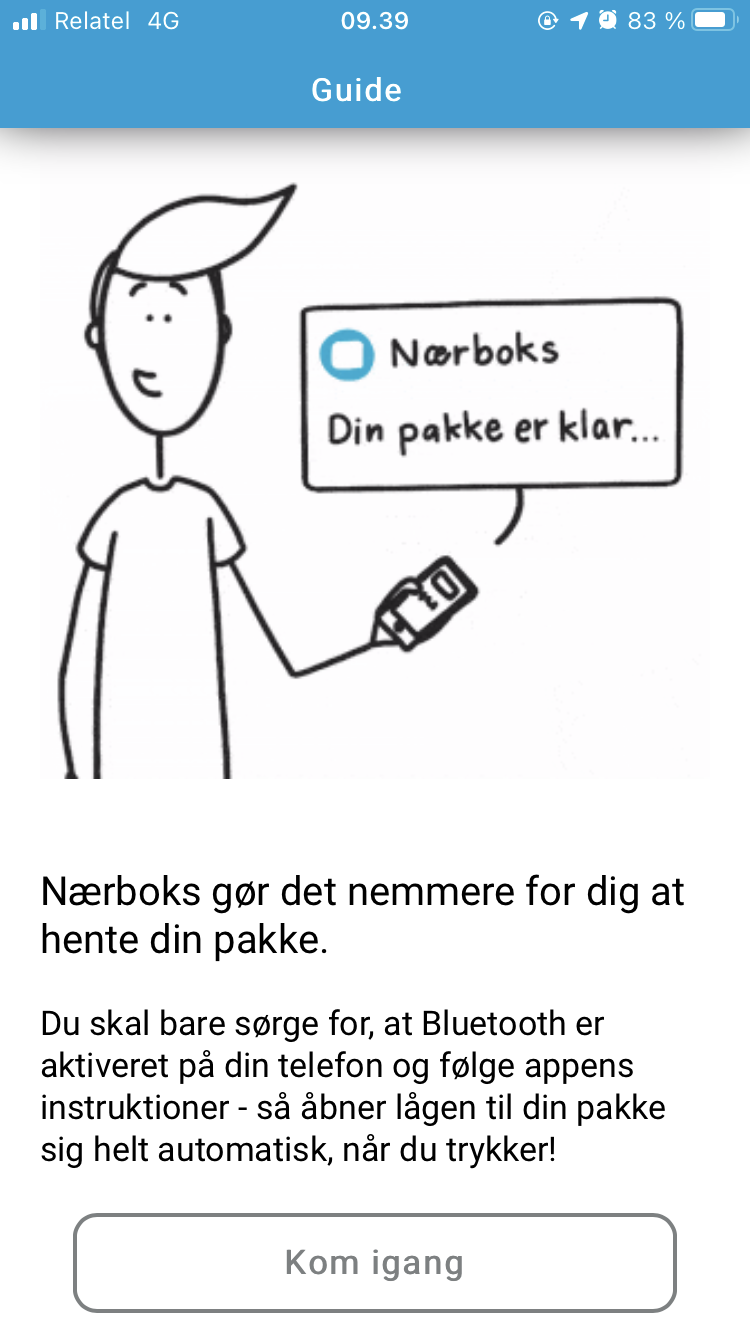 Relatel 4G 09.39 83 %
Guide
Nærboks
Din pakke er klar...
Nærboks gør det nemmere for dig at
hente din pakke.
Du skal bare sørge for, at Bluetooth er
aktiveret på din telefon og følge appens
instruktioner - så åbner lågen til din pakke
sig helt automatisk, når du trykker!
Kom igang